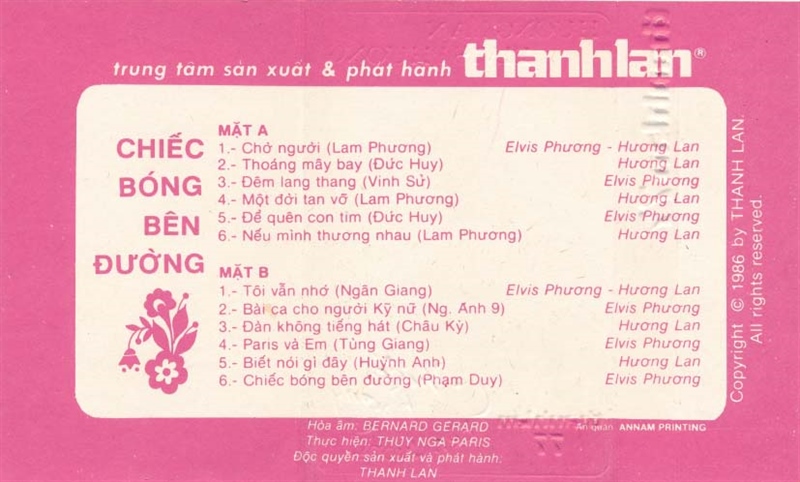 trung tâm sản xuất & phát hành thanhlan®
CHIẾC
BÓNG
BÊN
ĐƯỜNG
MẶT A
1.- Chở người (Lam Phương) Elvis Phương - Hương Lan
2.- Thoáng mây bay (Đức Huy) Hương Lan
3.- Đêm lang thang (Vinh Sử) Elvis Phương
4.- Một đời tan vỡ (Lam Phương) Hương Lan
5.- Để quên con tim (Đức Huy) Elvis Phương
6.- Nếu mình thương nhau (Lam Phương) Hương Lan
MẶT B
1.- Tôi vẫn nhớ (Ngân Giang) Elvis Phương - Hương Lan
2.- Bài ca cho người Kỹ nữ (Ng. Ánh 9) Elvis Phương
3.- Đàn không tiếng hát (Châu Kỳ) Hương Lan
4.- Paris và Em (Tùng Giang) Elvis Phương
5.- Biết nói gì đây (Huỳnh Anh) Hương Lan
6.- Chiếc bóng bên đường (Phạm Duy) Elvis Phương
Hòa âm: BERNARD GÉRARD
Thực hiện: THUY NGA PARIS
Độc quyền sản xuất và phát hành:
THANH LAN
Ấn quán ANNAM PRINTING
Copyright © 1986 by THANH LAN.
All rights reserved.